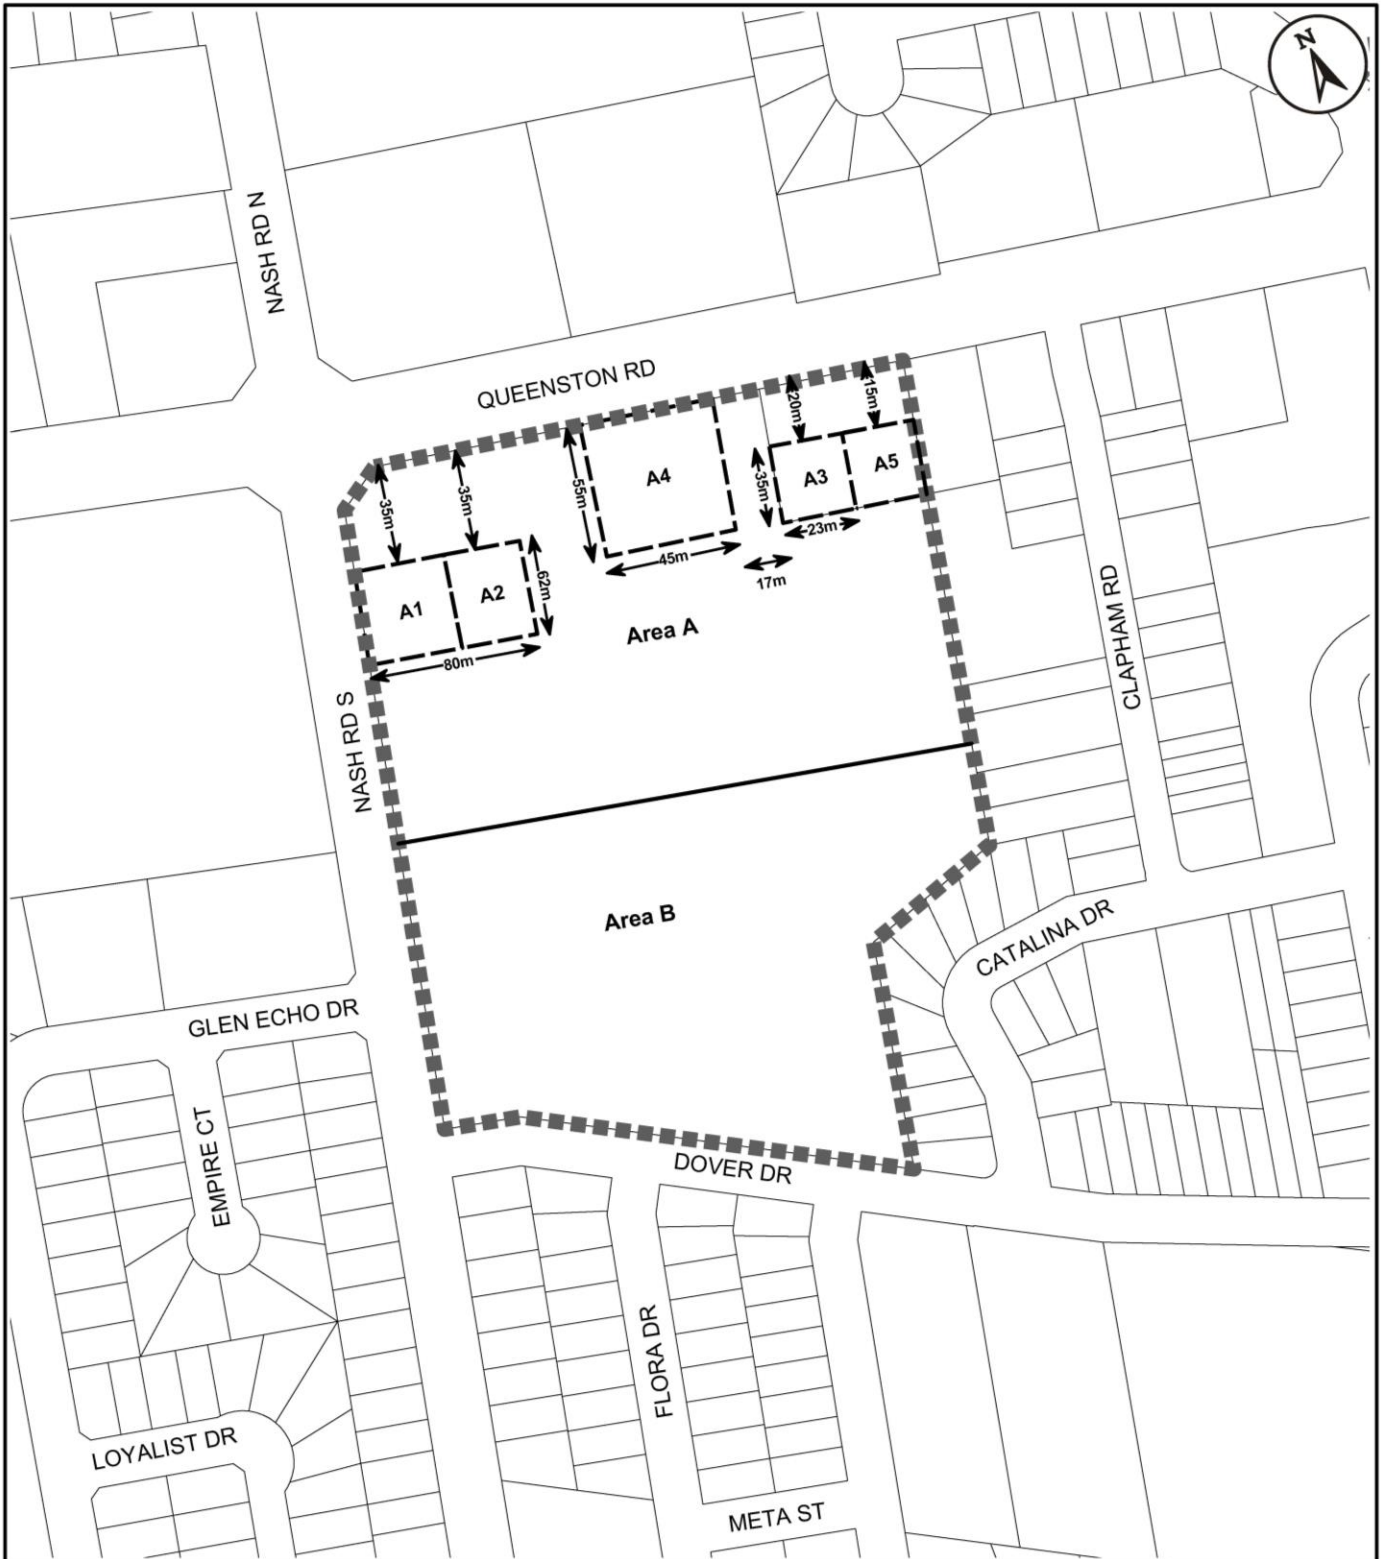 N
NASH RD N
QUEENSTON RD
20m
15m
35m
35m
55m
A4
35m
A3
A5
45m
23m
17m
A1
A2
62m
80m
Area A
CLAPHAM RD
NASH RD S
Area B
CATALINA DR
GLEN ECHO DR
EMPIRE CT
DOVER DR
FLORA DR
LOYALIST DR
META ST